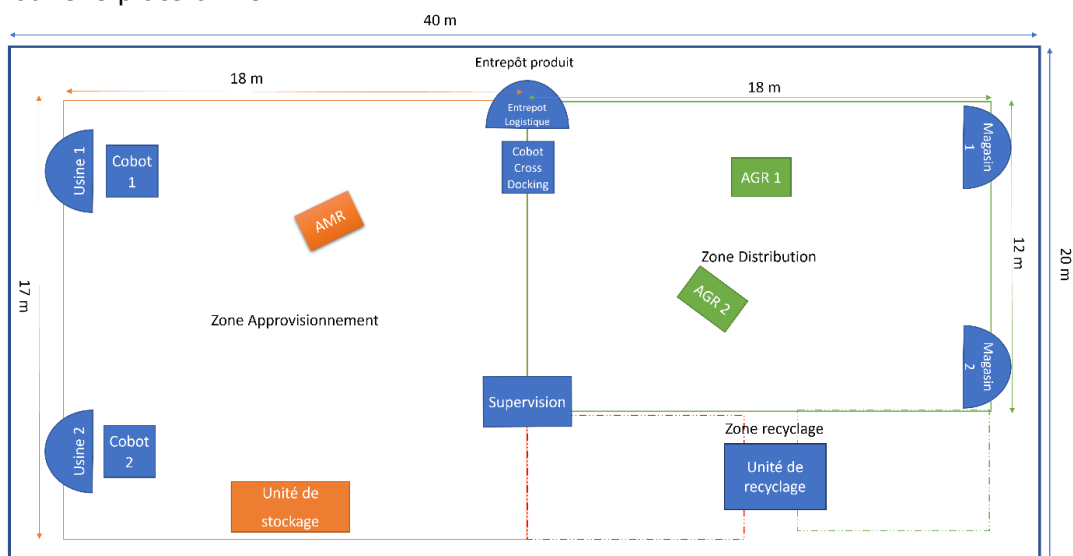 40 m
Entrepôt produit
18 m
18 m
Entrepot
Logistique
Usine 1
Cobot
1
Cobot
Cross
Docking
AGR 1
Magasin
1
AMR
Zone Distribution
12 m
20 m
AGR 2
17 m
Zone Approvisionnement
Magasin
2
Supervision
Usine 2
Cobot
2
Zone recyclage
Unité de
recyclage
Unité de
stockage